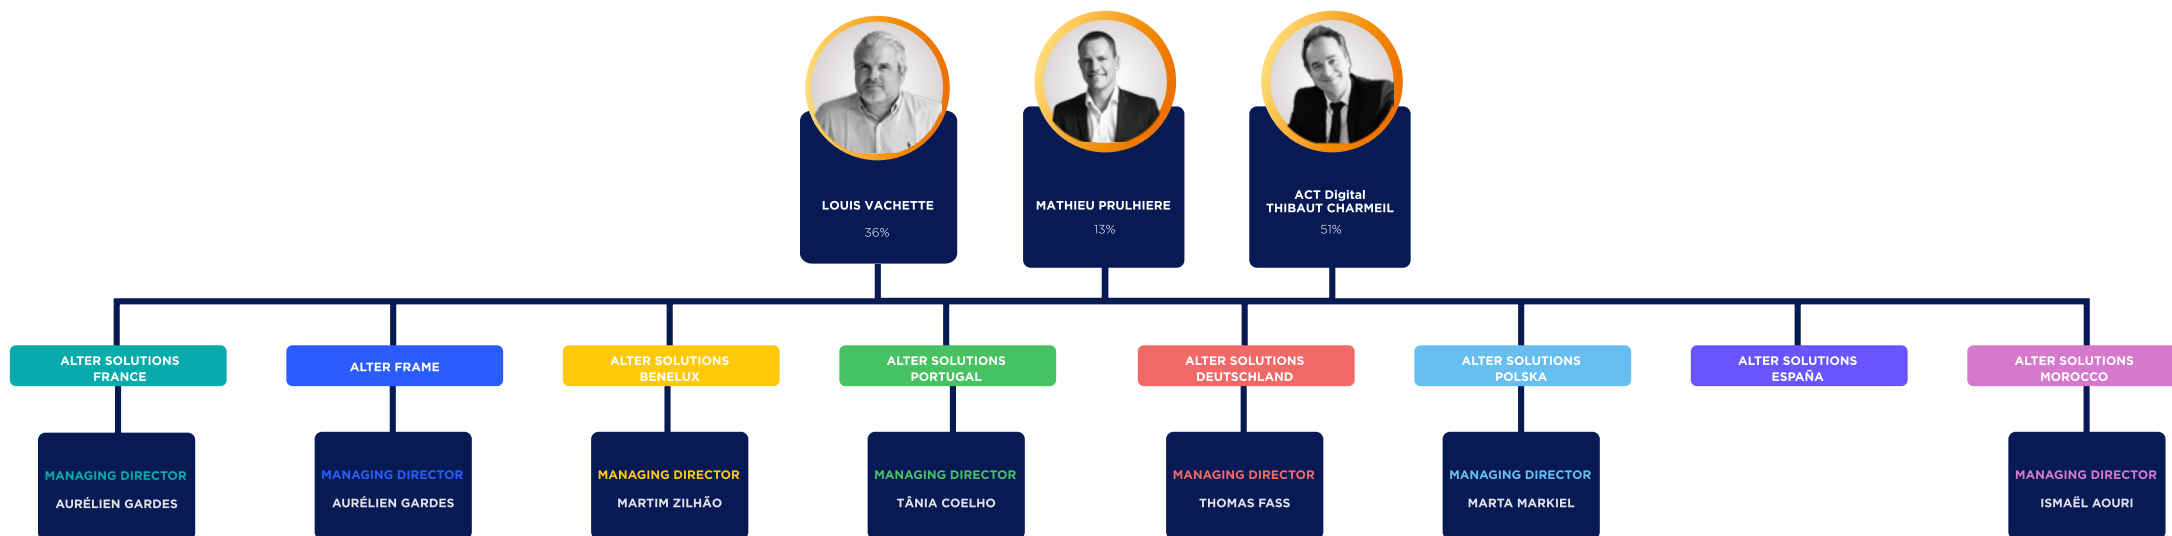 LOUIS VACHETTE
36%
MATHIEU PRULHIERE
13%
ACT Digital
THIBAUT CHARMEIL
51%
ALTER SOLUTIONS
FRANCE
ALTER FRAME
ALTER SOLUTIONS
BENELUX
ALTER SOLUTIONS
PORTUGAL
ALTER SOLUTIONS
DEUTSCHLAND
ALTER SOLUTIONS
POLSKA
ALTER SOLUTIONS
ESPAÑA
ALTER SOLUTIONS
MOROCCO
MANAGING DIRECTOR
AURÉLIEN GARDES
MANAGING DIRECTOR
AURÉLIEN GARDES
MANAGING DIRECTOR
MARTIM ZILHÃO
MANAGING DIRECTOR
TÂNIA COELHO
MANAGING DIRECTOR
THOMAS FASS
MANAGING DIRECTOR
MARTA MARKIEL
MANAGING DIRECTOR
ISMAËL AOURI